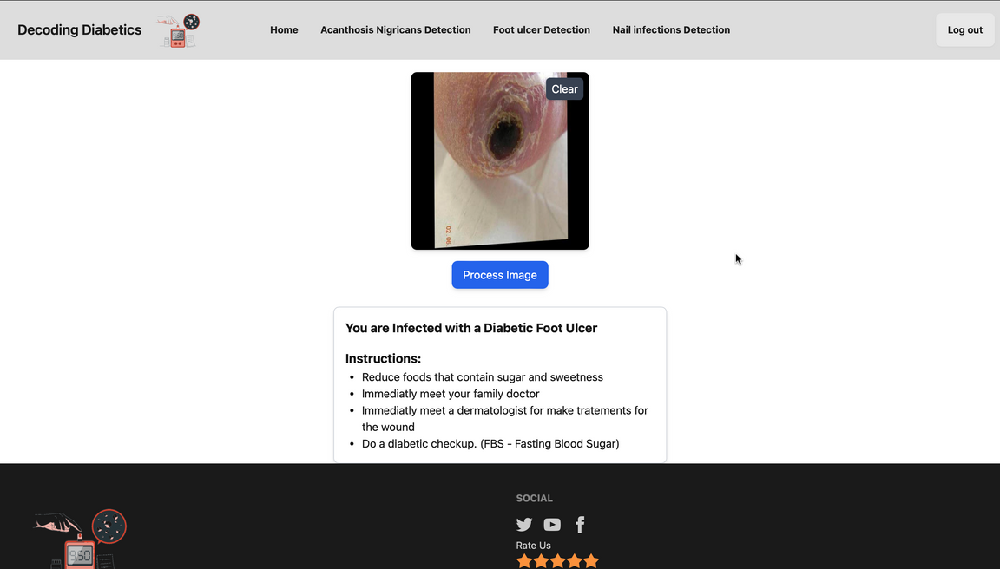 Decoding Diabetics
Home
Acanthosis Nigricans Detection
Foot ulcer Detection
Nail infections Detection
Log out
Clear
02 06
Process Image
You are Infected with a Diabetic Foot Ulcer
Instructions:
• Reduce foods that contain sugar and sweetness
• Immediatly meet your family doctor
• Immediatly meet a dermatologist for make tratements for
the wound
• Do a diabetic checkup. (FBS - Fasting Blood Sugar)
SOCIAL
Rate Us